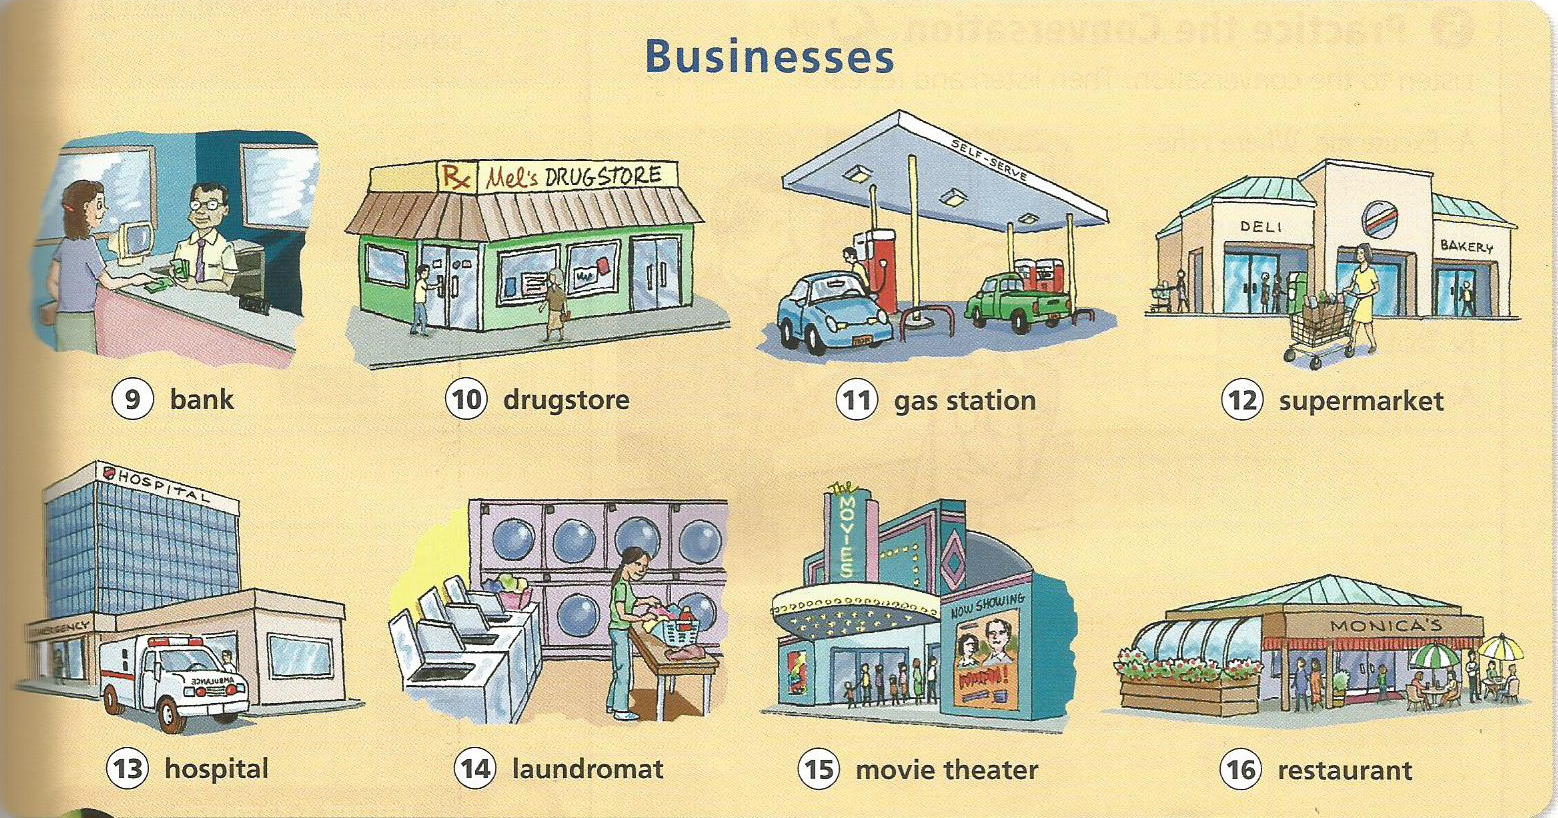 Businesses
Rx Mel's DRUGSTORE
SELF-SERVE
DELI
BAKERY
9 bank
10 drugstore
11 gas station
12 supermarket
HOSPITAL
EMERGENCY
AMBULANCE
The
MOVIES
NOW SHOWING
MONICA'S
13 hospital
14 laundromat
15 movie theater
16 restaurant